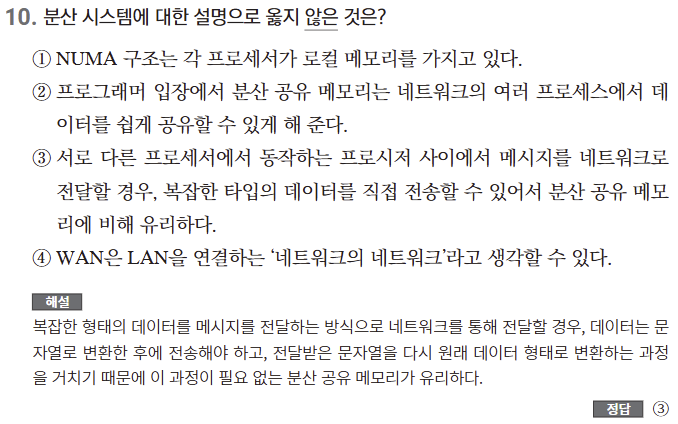 10. 분산 시스템에 대한 설명으로 옳지 않은 것은?
① NUMA 구조는 각 프로세서가 로컬 메모리를 가지고 있다.
② 프로그래머 입장에서 분산 공유 메모리는 네트워크의 여러 프로세스에서 데
이터를 쉽게 공유할 수 있게 해 준다.
③ 서로 다른 프로세서에서 동작하는 프로시저 사이에서 메시지를 네트워크로
전달할 경우, 복잡한 타입의 데이터를 직접 전송할 수 있어서 분산 공유 메모
리에 비해 유리하다.
④ WAN은 LAN을 연결하는 ‘네트워크의 네트워크’라고 생각할 수 있다.
해설
복잡한 형태의 데이터를 메시지를 전달하는 방식으로 네트워크를 통해 전달할 경우, 데이터는 문
자열로 변환한 후에 전송해야 하고, 전달받은 문자열을 다시 원래 데이터 형태로 변환하는 과정
을 거치기 때문에 이 과정이 필요 없는 분산 공유 메모리가 유리하다.
정답 ③